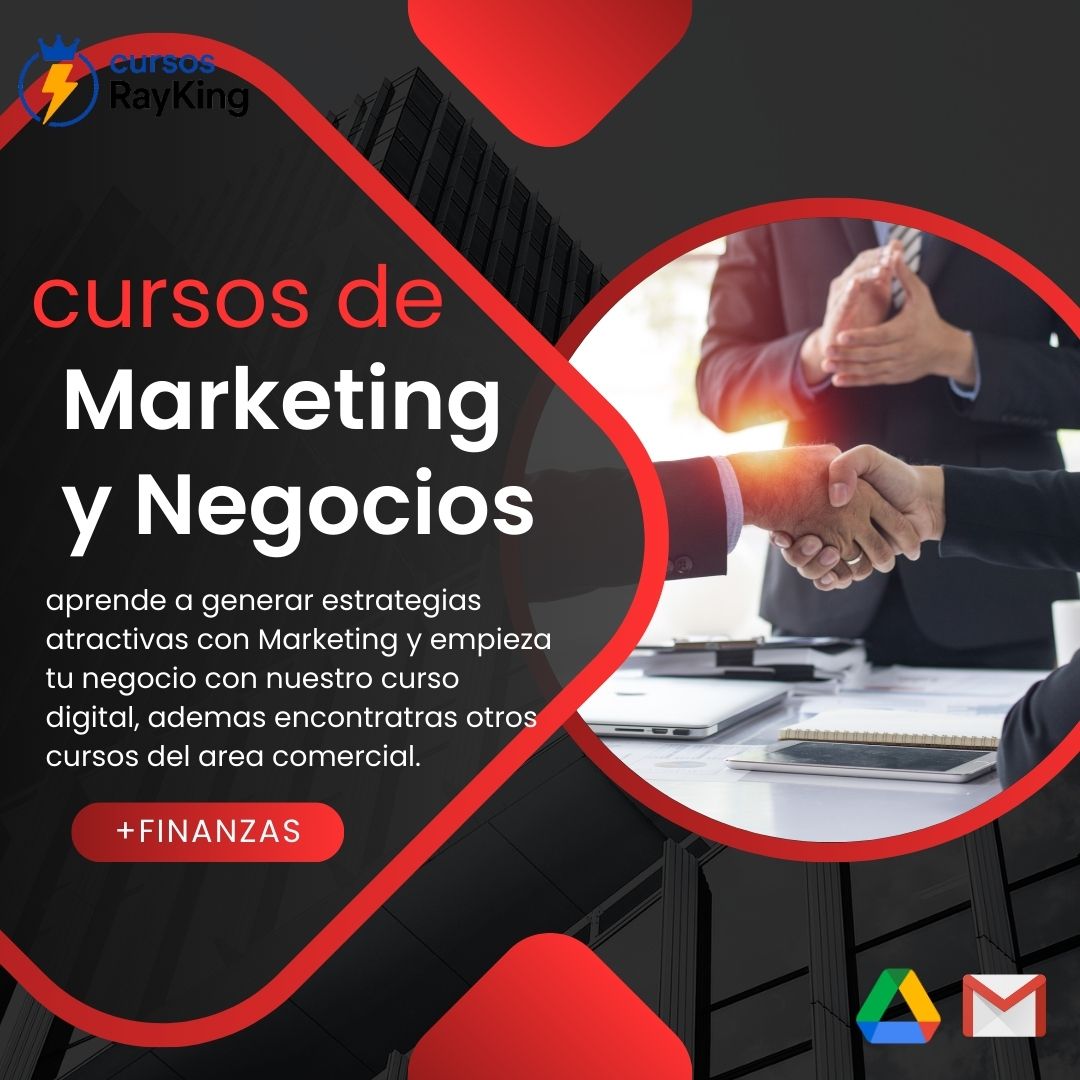 cursos
RayKing
cursos de
Marketing
y Negocios
aprende a generar estrategias
atractivas con Marketing y empieza
tu negocio con nuestro curso
digital, ademas encontratras otros
cursos del area comercial.
+FINANZAS